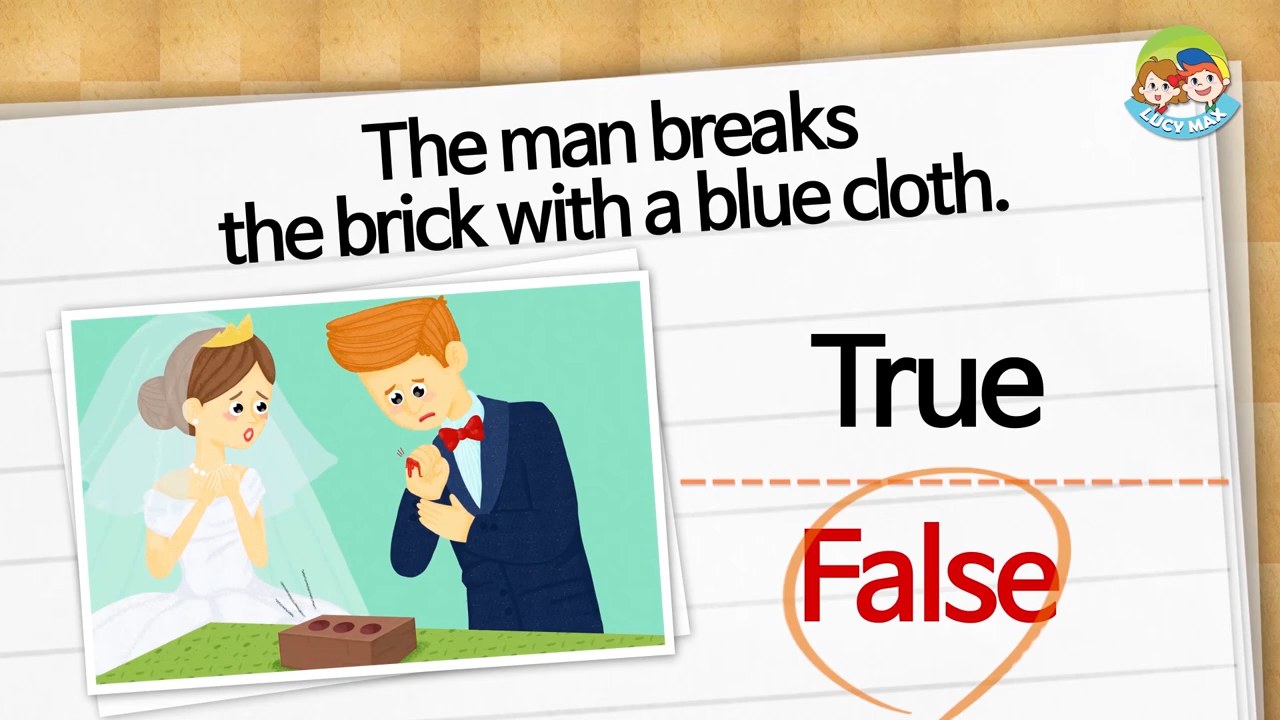 The man breaks
the brick with a blue cloth.
True
False
LUCY MAX